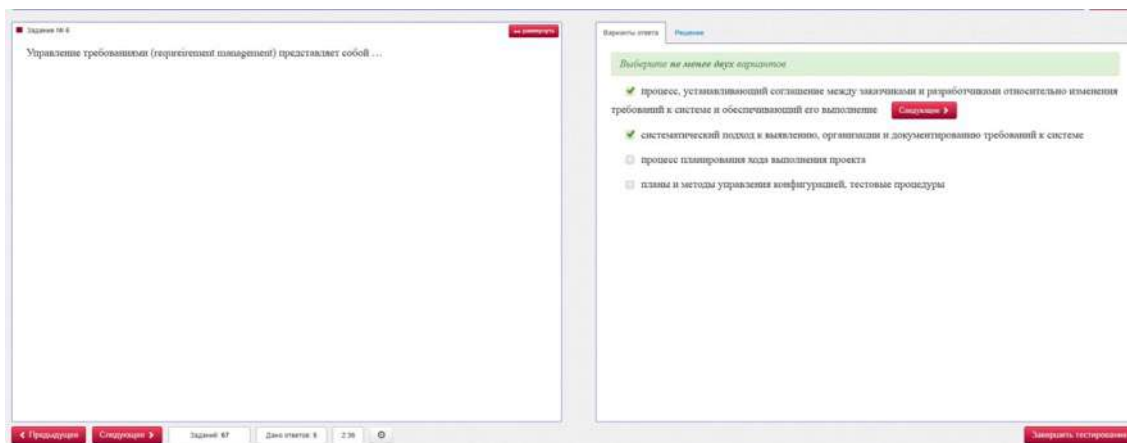 Задание № 6
развернуть
Управление требованиями (requirement management) представляет собой …
Варианты ответа
Решение
Выберите не менее двух вариантов
процесс, устанавливающий соглашение между заказчиками и разработчиками относительно изменения
требований к системе и обеспечивающий его выполнение Следующее
систематический подход к выявлению, организации и документированию требований к системе
процесс планирования хода выполнения проекта
планы и методы управления конфигурацией, тестовые процедуры
Предыдущее Следующее Заданий: 67 Дано ответов: 5 2:36 Завершить тестирование